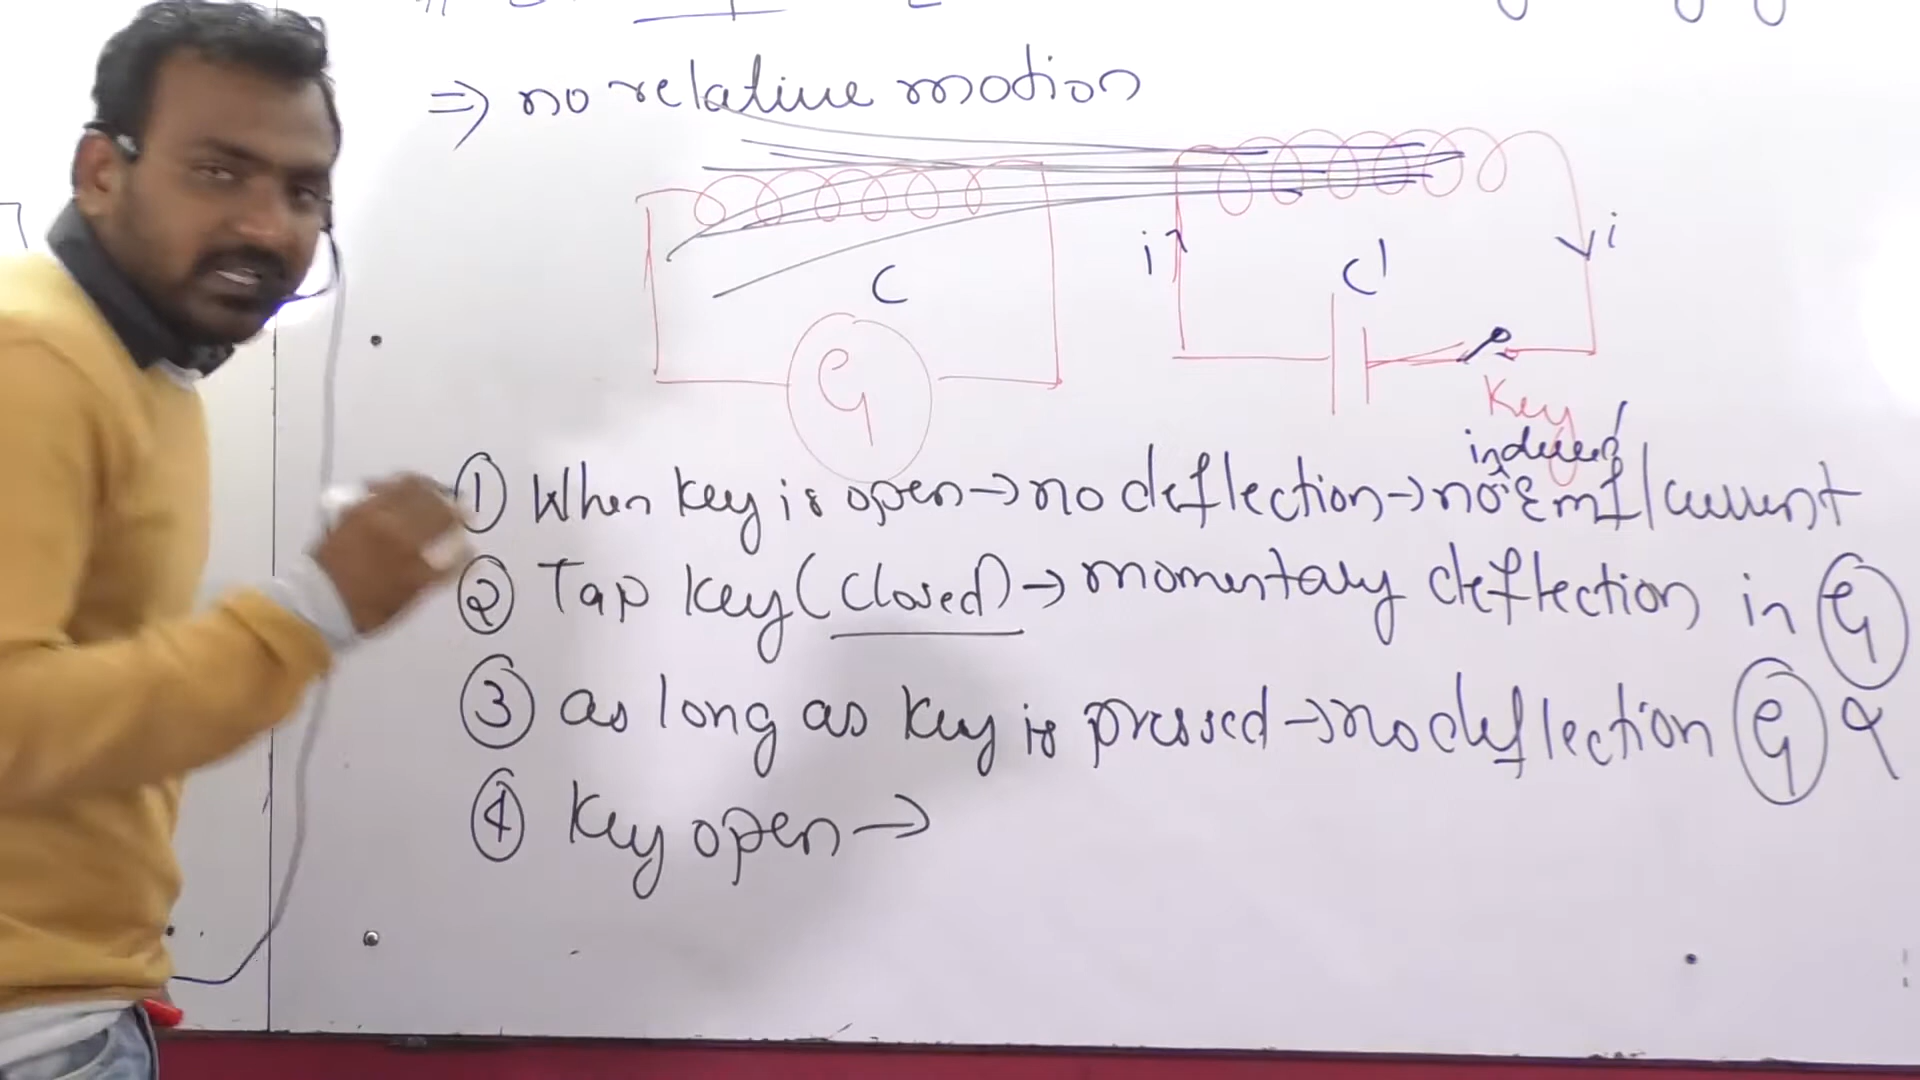 ⇒ no relative motion
i
C
C'
i
G
Key
induced
① When key is open → no deflection → no Emf/current
② Tap key (closed) → momentary deflection in G
③ as long as key is pressed → no deflection G
④ Key open →